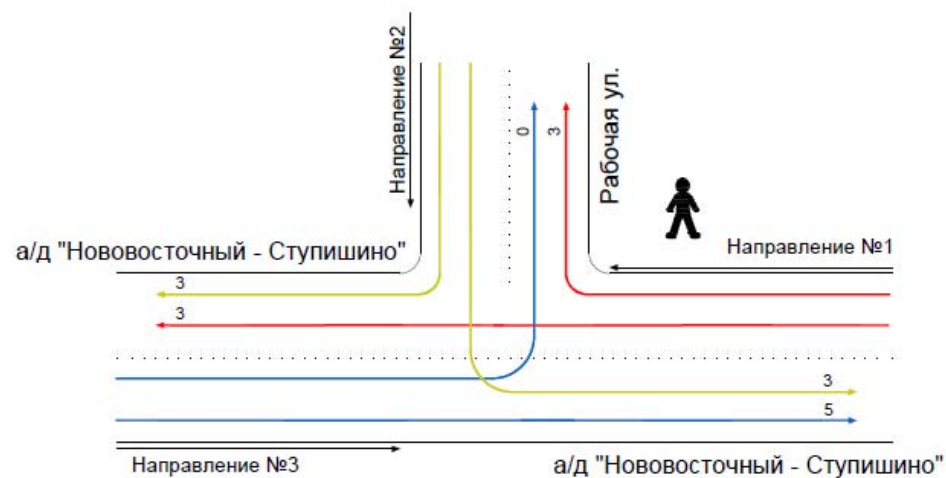 Направление №2
0
3
Рабочая ул.
а/д "Нововосточный - Ступишино"
Направление №1
3
3
3
5
Направление №3
а/д "Нововосточный - Ступишино"